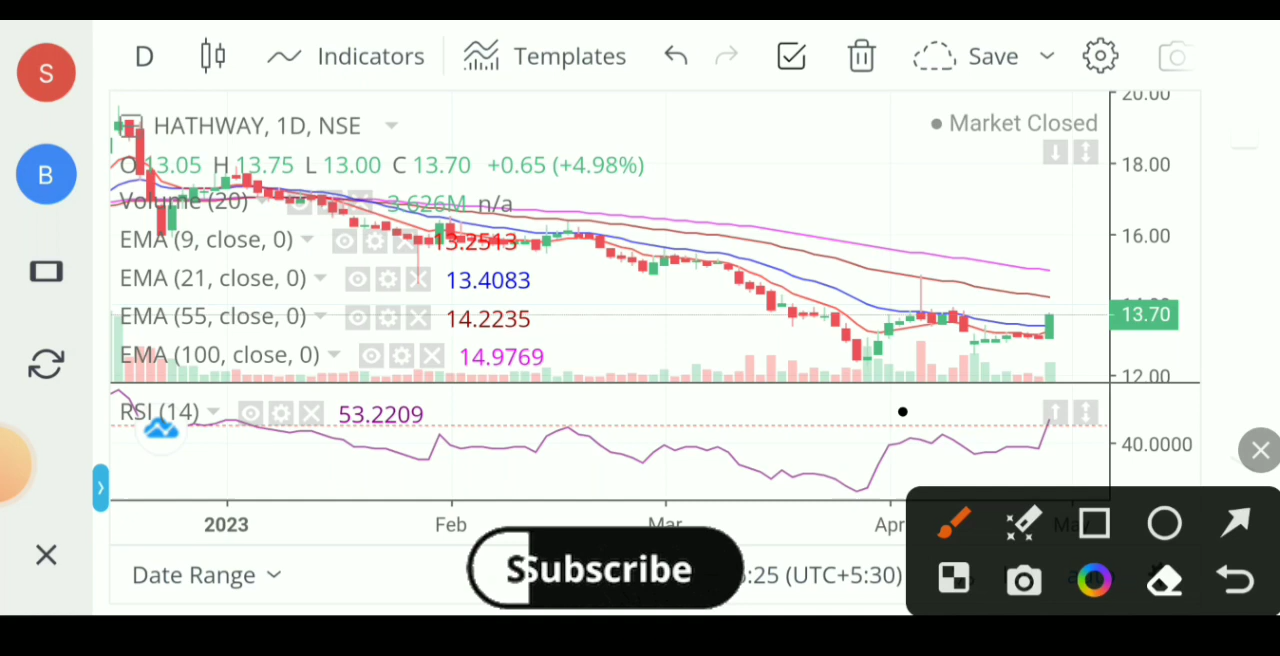 S
D Indicators Templates Save
20.00
HATHWAY, 1D, NSE
Market Closed
O 13.05 H 13.75 L 13.00 C 13.70 +0.65 (+4.98%)
18.00
B
Volume (20) 3.626M n/a
EMA (9, close, 0) 13.2513
16.00
EMA (21, close, 0) 13.4083
EMA (55, close, 0) 14.2235
13.70
EMA (100, close, 0) 14.9769
12.00
RSI (14) 53.2209
40.0000
2023 Feb Mar Apr May
Date Range
Subscribe
:25 (UTC+5:30)